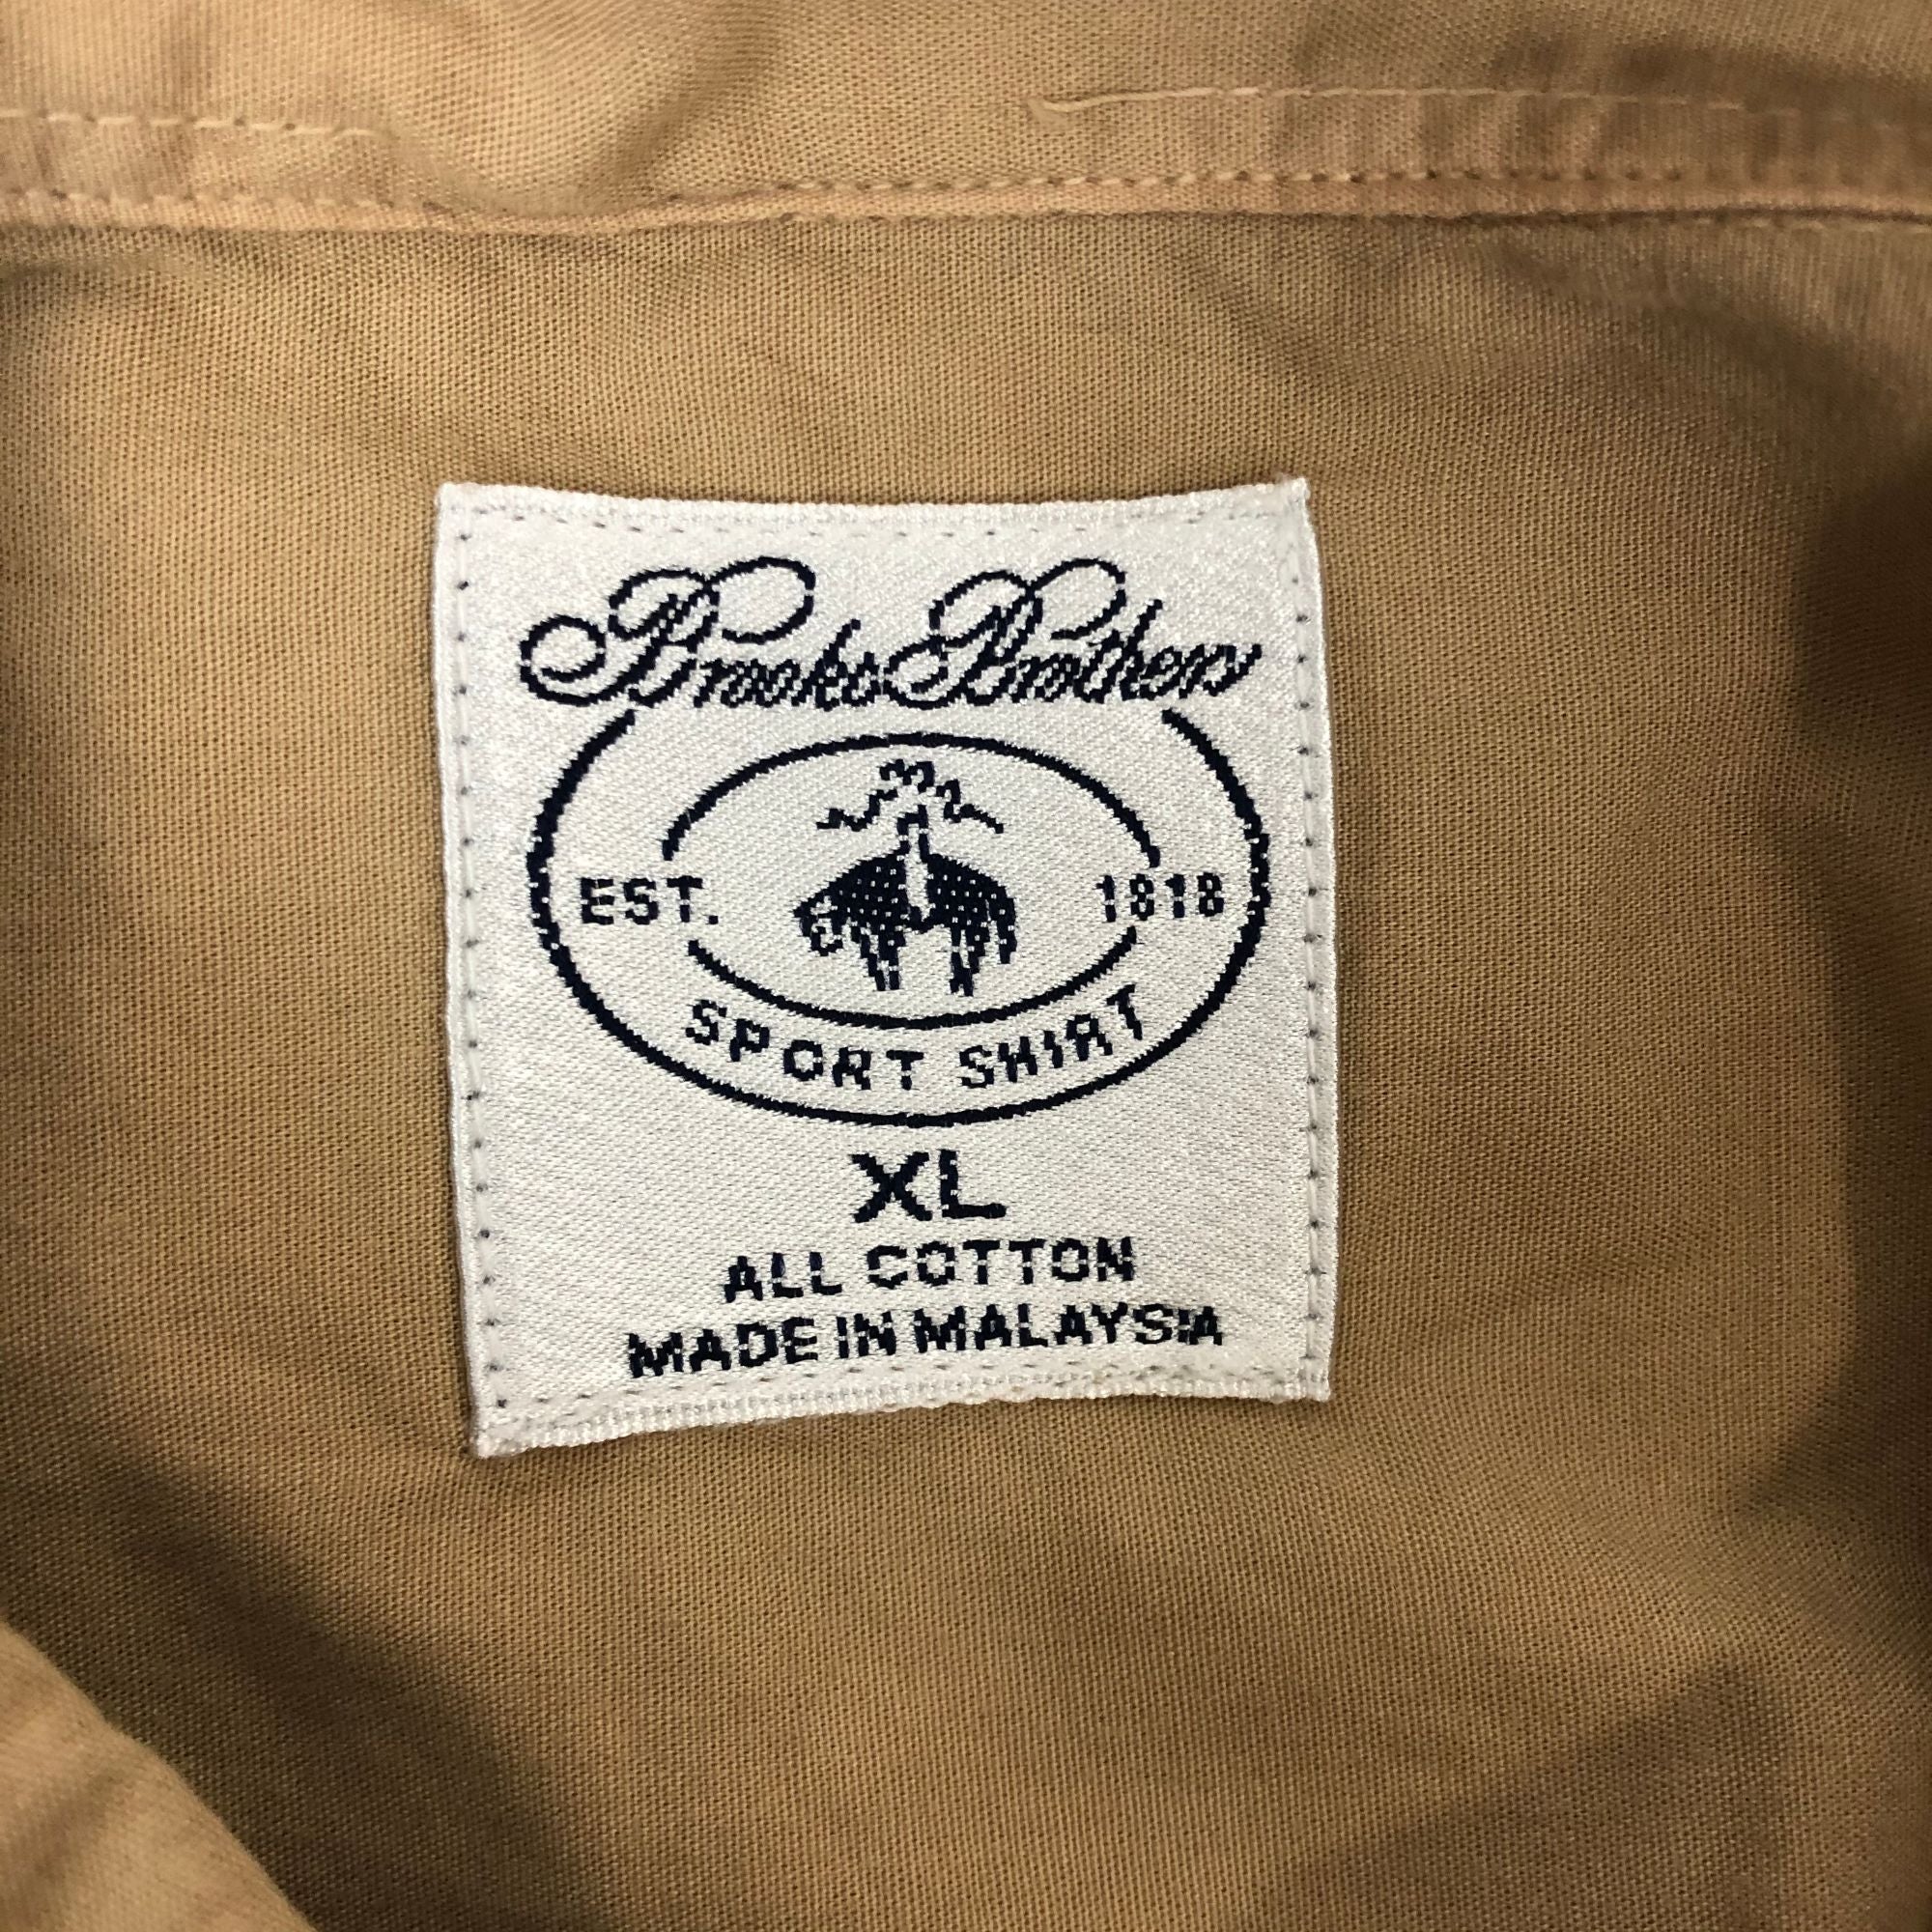 Brooks Brothers
EST. 1818
SPORT SHIRT
XL
ALL COTTON
MADE IN MALAYSIA